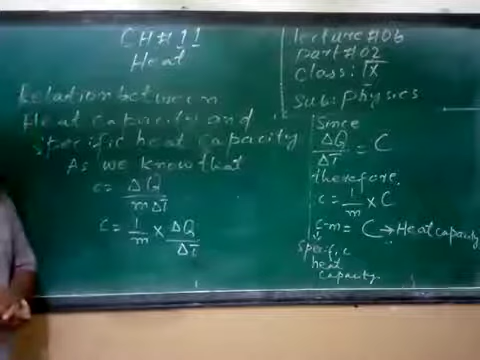 CH#11
Heat
Lecture #06
Part #02
Class: IX
Sub: Physics
Relation between
Heat capacity and
specific heat capacity
As we know that
c = ΔQ / mΔT
c = 1/m × ΔQ/ΔT
Since
ΔQ/ΔT = C
therefore,
c = 1/m × C
c·m = C → Heat capacity
↓
Specific
heat
capacity